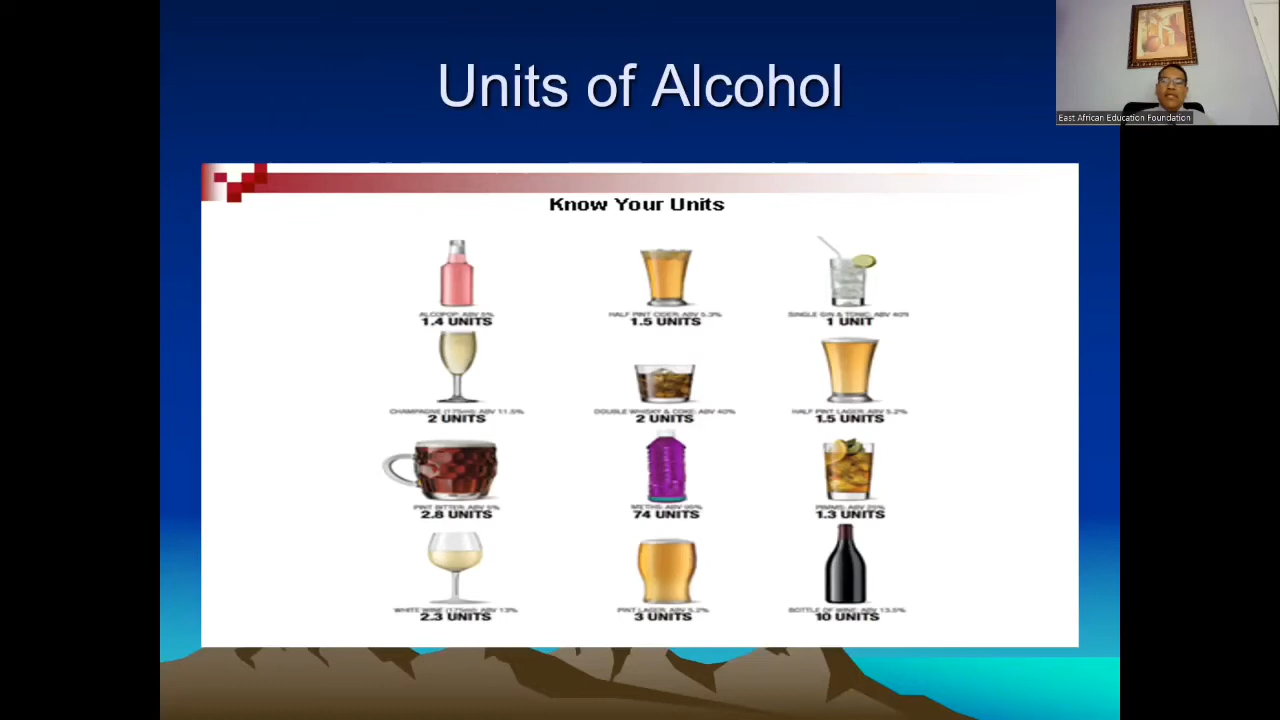 Units of Alcohol
East African Education Foundation
Know Your Units
ALCOPOP: ABV 5%
1.4 UNITS
HALF PINT CIDER: ABV 5.3%
1.5 UNITS
SINGLE GIN & TONIC: ABV 40%
1 UNIT
CHAMPAGNE (175ml): ABV 11.5%
2 UNITS
DOUBLE WHISKY & COKE: ABV 40%
2 UNITS
HALF PINT LAGER: ABV 5.2%
1.5 UNITS
PINT BITTER: ABV 5%
2.8 UNITS
METHS: ABV
74 UNITS
PIMMS: ABV 25%
1.3 UNITS
WHITE WINE (175ml): ABV 13%
2.3 UNITS
PINT LAGER: ABV 5.2%
3 UNITS
BOTTLE OF WINE: ABV 13.5%
10 UNITS